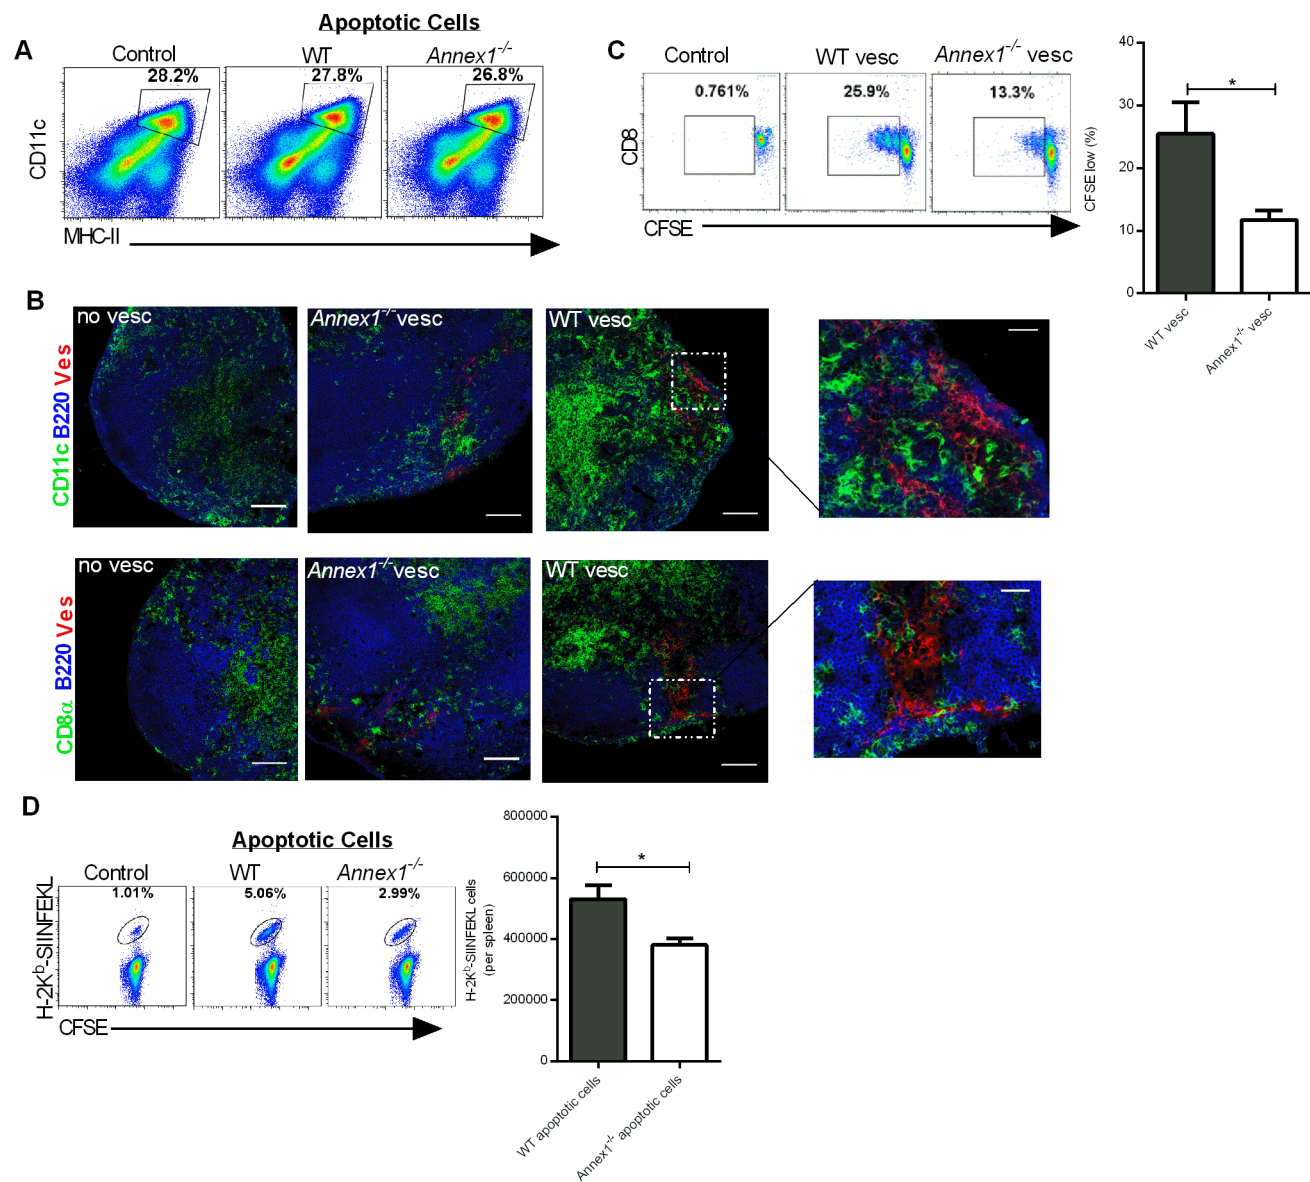 Apoptotic Cells
A
Control
WT
Annex1-/-
28.2%
27.8%
26.8%
CD11c
MHC-II
C
Control
WT vesc
Annex1-/- vesc
0.761%
25.9%
13.3%
CD8
CFSE
40
30
20
10
0
CFSE low (%)
*
WT vesc
Annex1-/- vesc
B
CD11c B220 Ves
no vesc
Annex1-/- vesc
WT vesc
CD8α B220 Ves
no vesc
Annex1-/- vesc
WT vesc
D
Apoptotic Cells
Control
WT
Annex1-/-
1.01%
5.06%
2.99%
H-2Kb-SIINFEKL
CFSE
800000
600000
400000
200000
0
H-2Kb-SIINFEKL cells
(per spleen)
*
WT apoptotic cells
Annex1-/- apoptotic cells